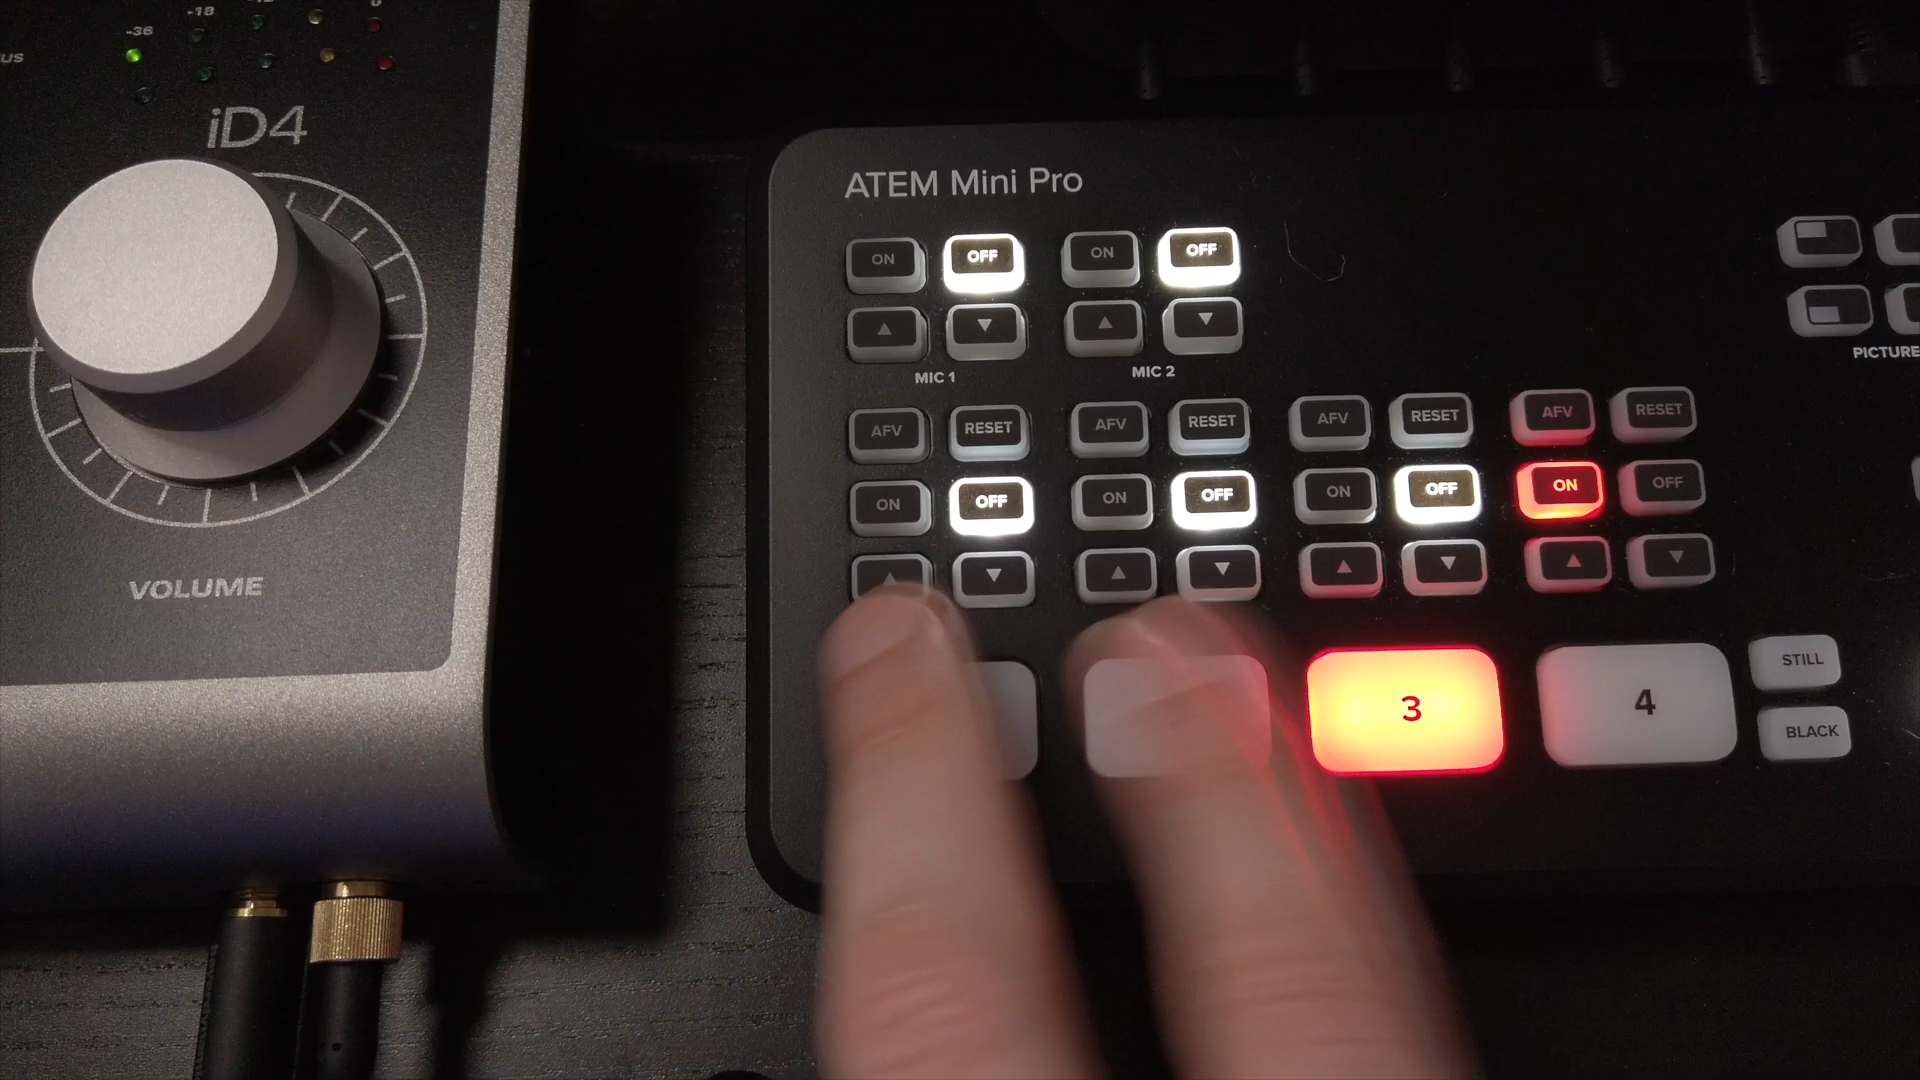 -36
-18
0
US
iD4
VOLUME
ATEM Mini Pro
ON OFF ON OFF
MIC 1 MIC 2
PICTURE
AFV RESET AFV RESET AFV RESET AFV RESET
ON OFF ON OFF ON OFF ON OFF
3 4
STILL
BLACK